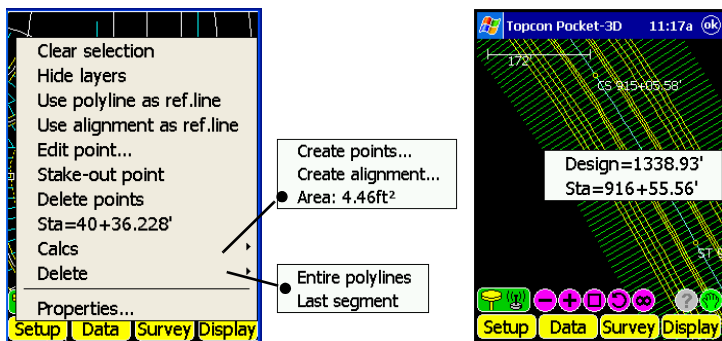 Clear selection
Hide layers
Use polyline as ref.line
Use alignment as ref.line
Edit point...
Stake-out point
Delete points
Sta=40+36.228'
Calcs
Delete
Properties...
Setup Data Survey Display
Create points...
Create alignment...
Area: 4.46ft²
Entire polylines
Last segment
Topcon Pocket-3D 11:17a ok
172'
CS 915+05.58'
Design=1338.93'
Sta=916+55.56'
ST
Setup Data Survey Display